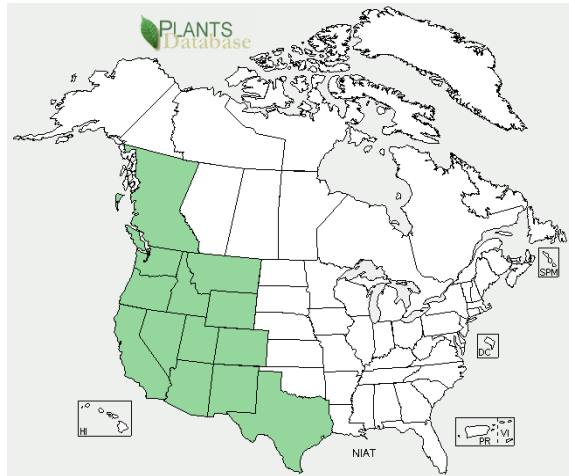 PLANTS
Database
SPM
DC
HI
PR
VI
NIAT